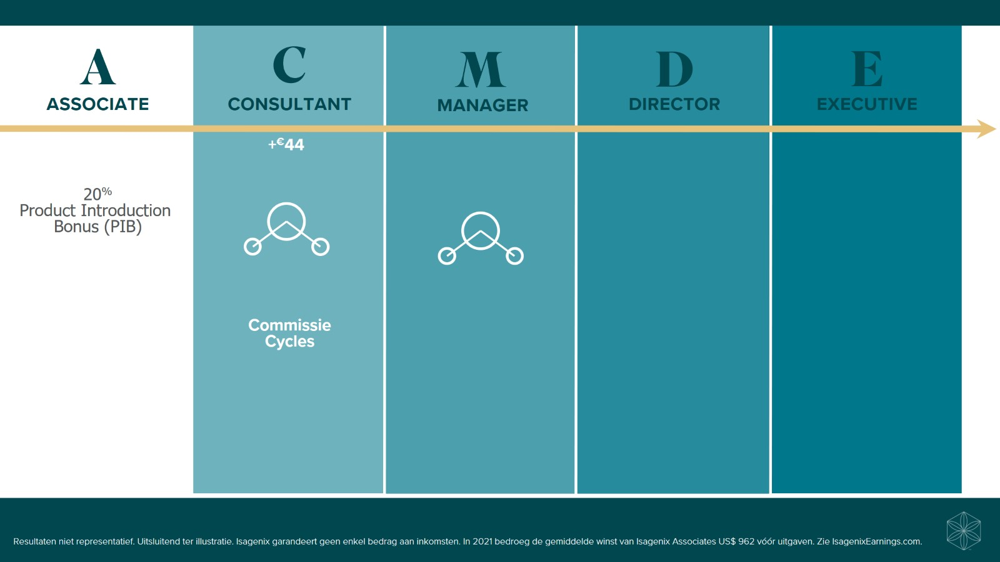 A
ASSOCIATE
C
CONSULTANT
M
MANAGER
D
DIRECTOR
E
EXECUTIVE
+€44
20%
Product Introduction
Bonus (PIB)
Commissie
Cycles
Resultaten niet representatief. Uitsluitend ter illustratie. Isagenix garandeert geen enkel bedrag aan inkomsten. In 2021 bedroeg de gemiddelde winst van Isagenix Associates US$ 962 vóór uitgaven. Zie IsagenixEarnings.com.